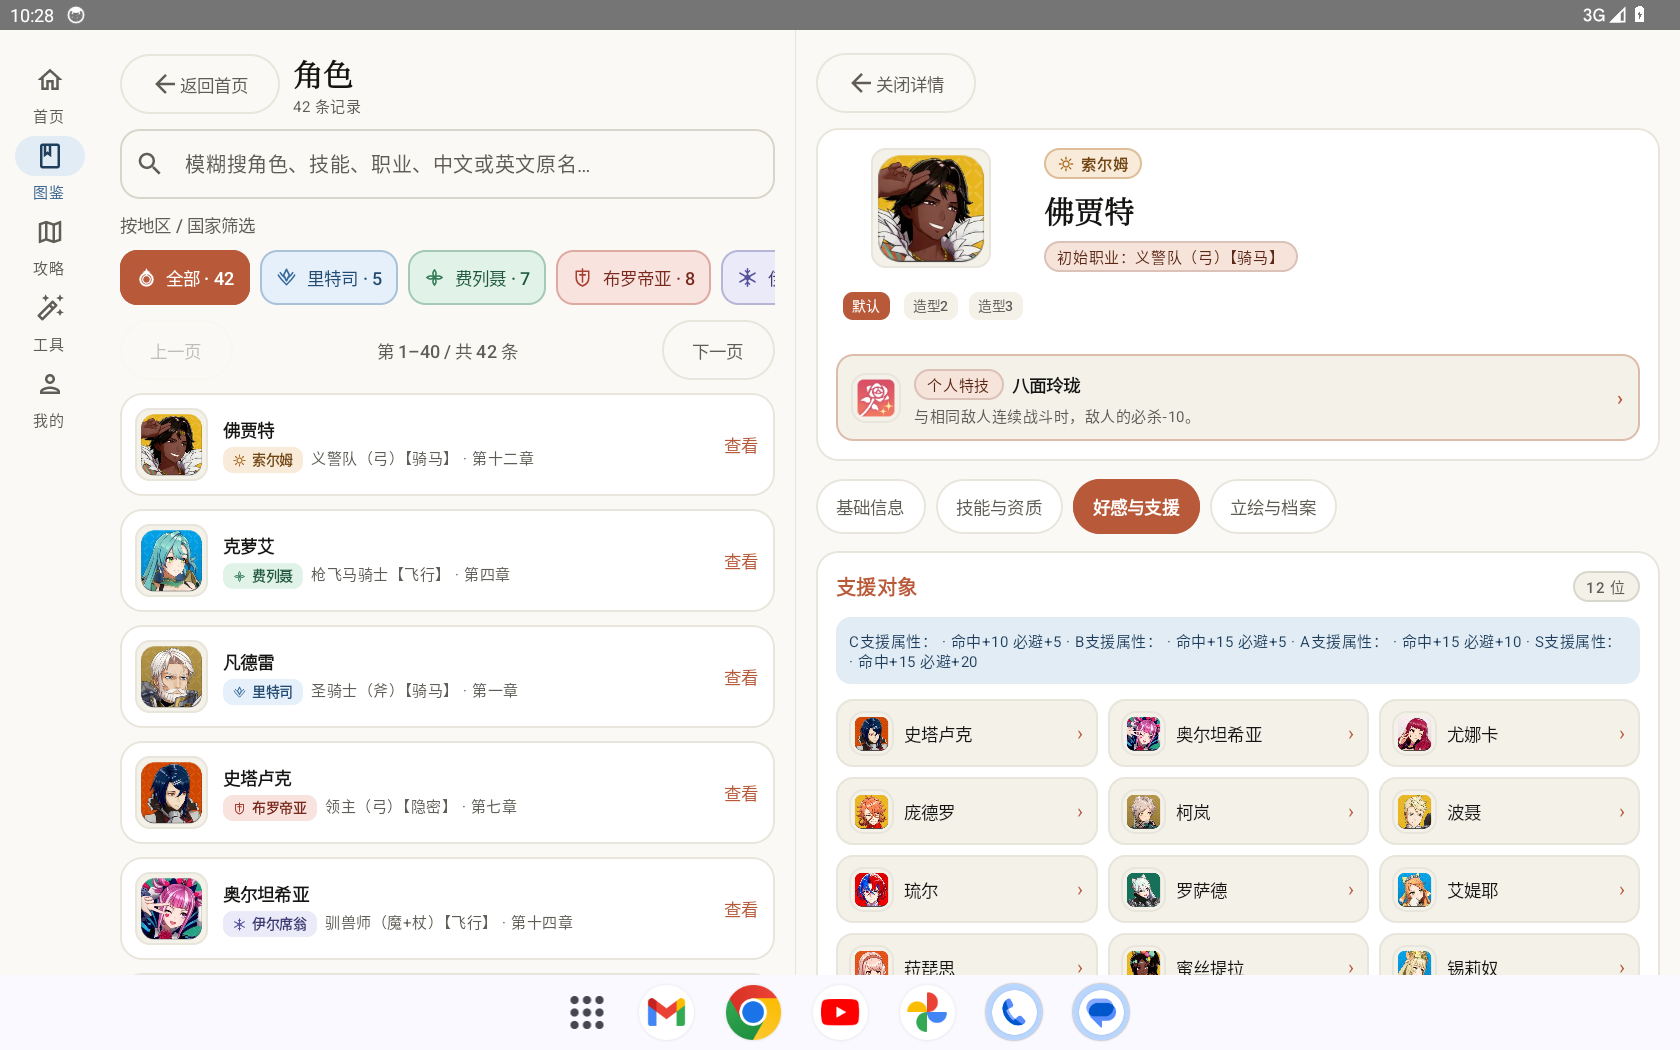 10:28
3G
首页
图鉴
攻略
工具
我的
返回首页
角色
42 条记录
模糊搜角色、技能、职业、中文或英文原名...
按地区 / 国家筛选
全部 · 42
里特司 · 5
费列聂 · 7
布罗帝亚 · 8
上一页
第 1–40 / 共 42 条
下一页
佛贾特
索尔姆 义警队（弓）【骑马】 · 第十二章
查看
克萝艾
费列聂 枪飞马骑士【飞行】 · 第四章
查看
凡德雷
里特司 圣骑士（斧）【骑马】 · 第一章
查看
史塔卢克
布罗帝亚 领主（弓）【隐密】 · 第七章
查看
奥尔坦希亚
伊尔席翁 驯兽师（魔+杖）【飞行】 · 第十四章
查看
关闭详情
索尔姆
佛贾特
初始职业：义警队（弓）【骑马】
默认
造型2
造型3
个人特技 八面玲珑
与相同敌人连续战斗时，敌人的必杀-10。
›
基础信息
技能与资质
好感与支援
立绘与档案
支援对象
12 位
C支援属性： · 命中+10 必避+5 · B支援属性： · 命中+15 必避+5 · A支援属性： · 命中+15 必避+10 · S支援属性：
· 命中+15 必避+20
史塔卢克 ›
奥尔坦希亚 ›
尤娜卡 ›
庞德罗 ›
柯岚 ›
波聂 ›
琉尔 ›
罗萨德 ›
艾媞耶 ›
菈琵思 ›
蜜丝提拉 ›
锡莉奴 ›